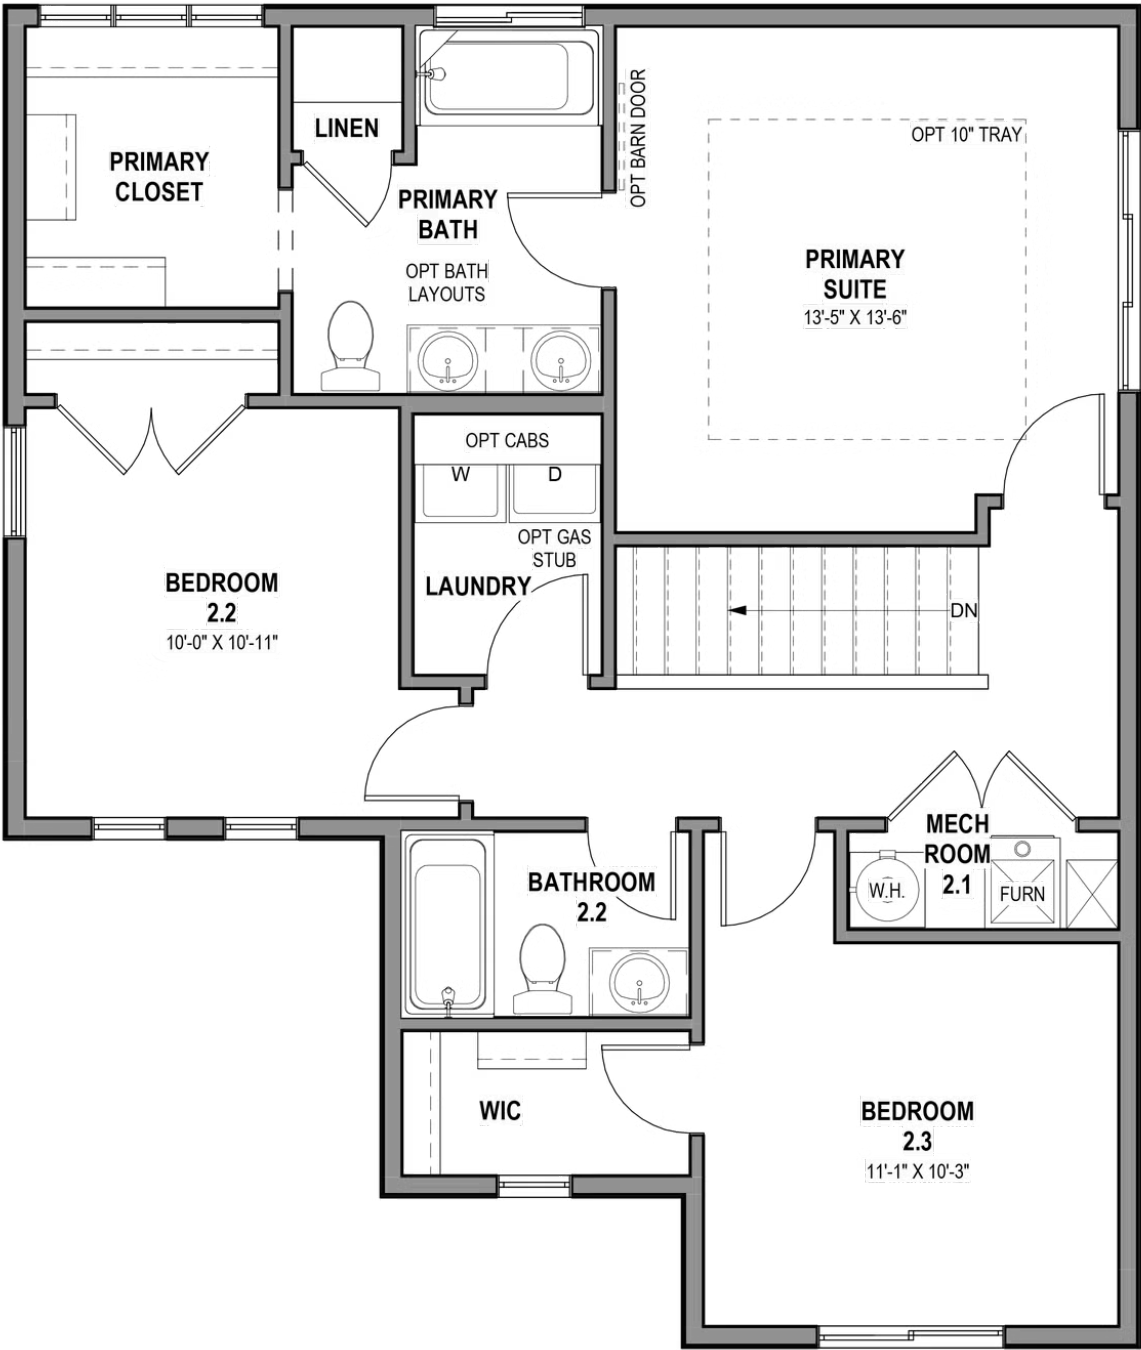 LINEN
PRIMARY
CLOSET
PRIMARY
BATH
OPT BATH
LAYOUTS
OPT BARN DOOR
OPT 10" TRAY
PRIMARY
SUITE
13'-5" X 13'-6"
OPT CABS
W
D
OPT GAS
STUB
LAUNDRY
BEDROOM
2.2
10'-0" X 10'-11"
DN
MECH
ROOM
2.1
W.H.
FURN
BATHROOM
2.2
WIC
BEDROOM
2.3
11'-1" X 10'-3"